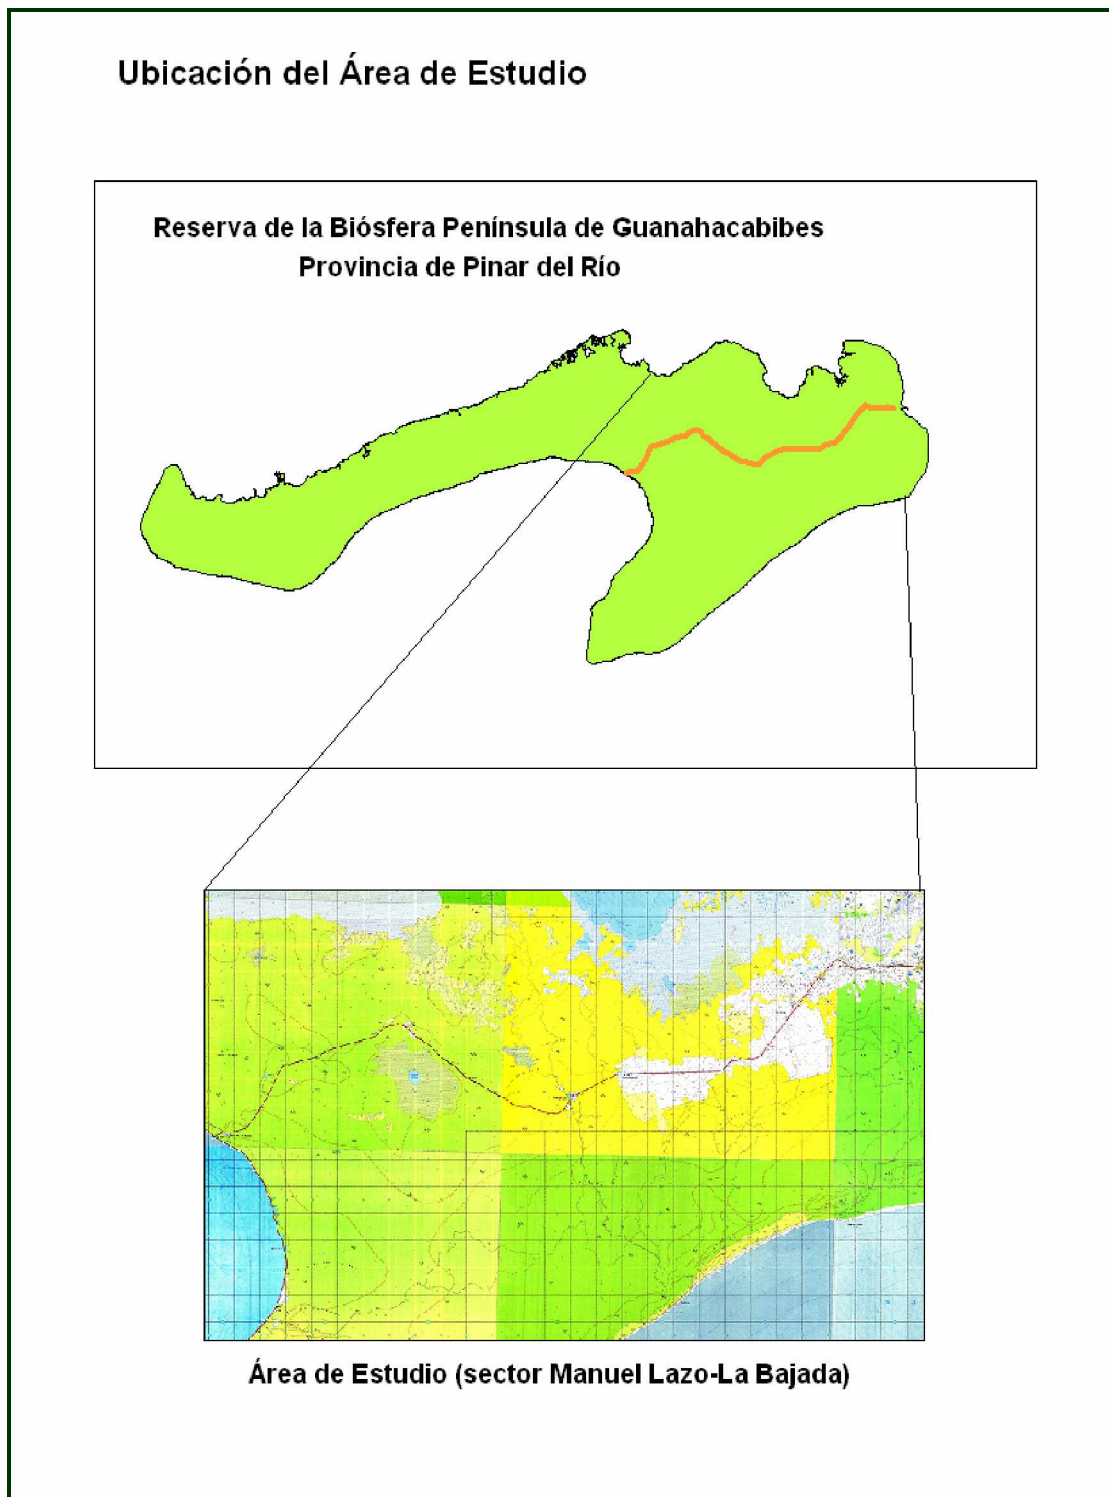 Ubicación del Área de Estudio
Reserva de la Biósfera Península de Guanahacabibes
Provincia de Pinar del Río
Área de Estudio (sector Manuel Lazo-La Bajada)